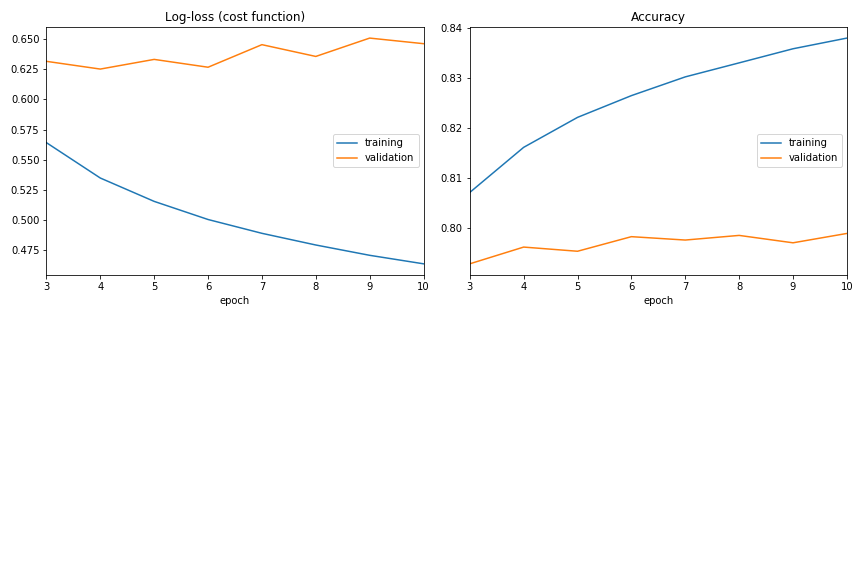 Log-loss (cost function)
0.650
0.625
0.600
0.575
0.550
0.525
0.500
0.475
training
validation
3 4 5 6 7 8 9 10
epoch
Accuracy
0.84
0.83
0.82
0.81
0.80
training
validation
3 4 5 6 7 8 9 10
epoch